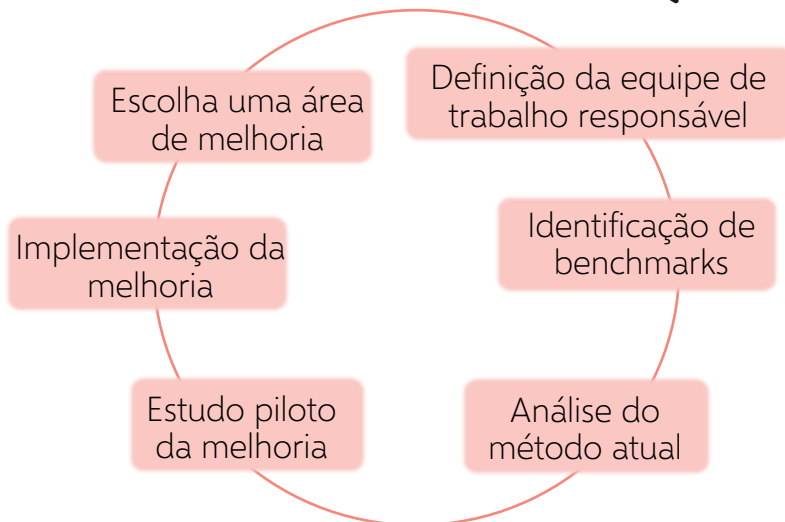 Escolha uma área
de melhoria
Definição da equipe de
trabalho responsável
Identificação de
benchmarks
Análise do
método atual
Estudo piloto
da melhoria
Implementação da
melhoria